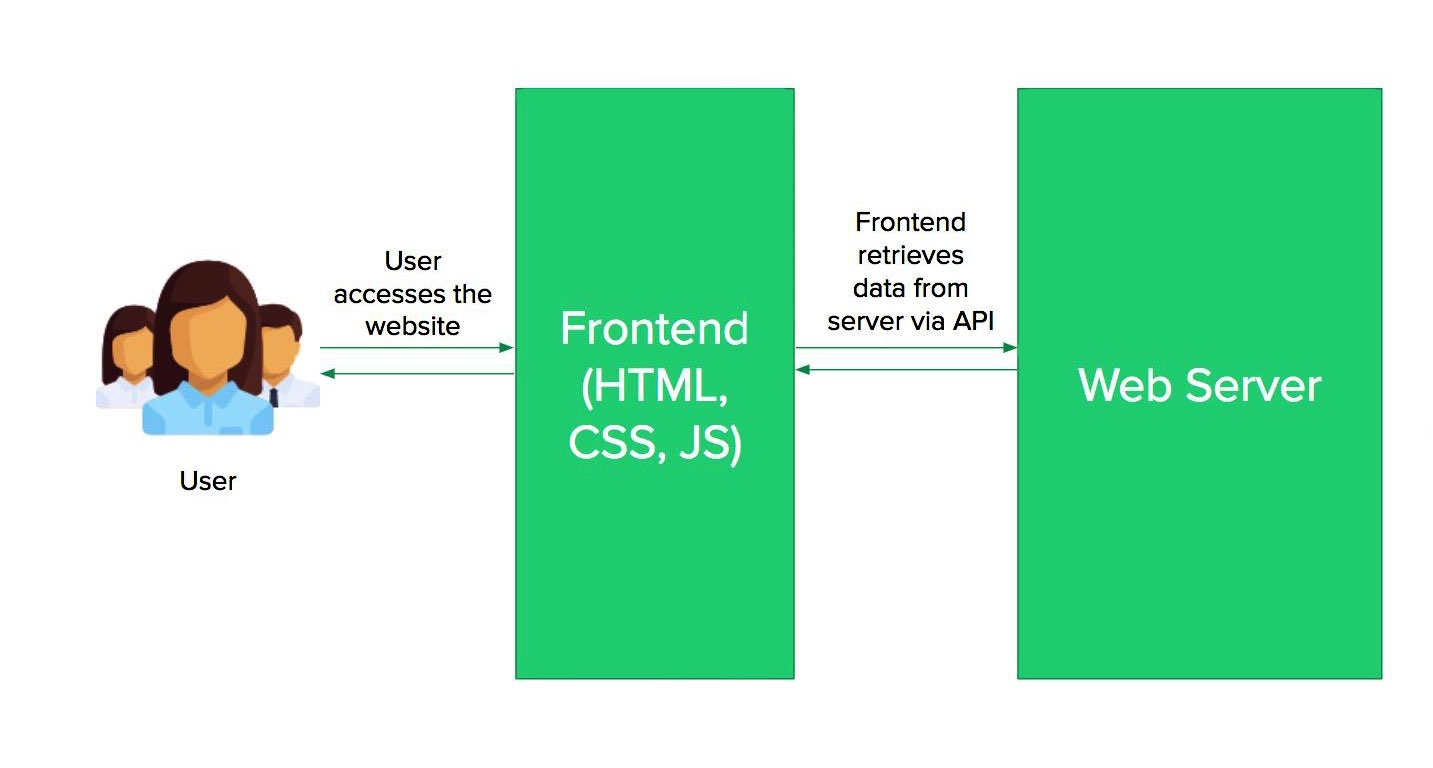 User
accesses the
website
User
Frontend
(HTML,
CSS, JS)
Frontend
retrieves
data from
server via API
Web Server